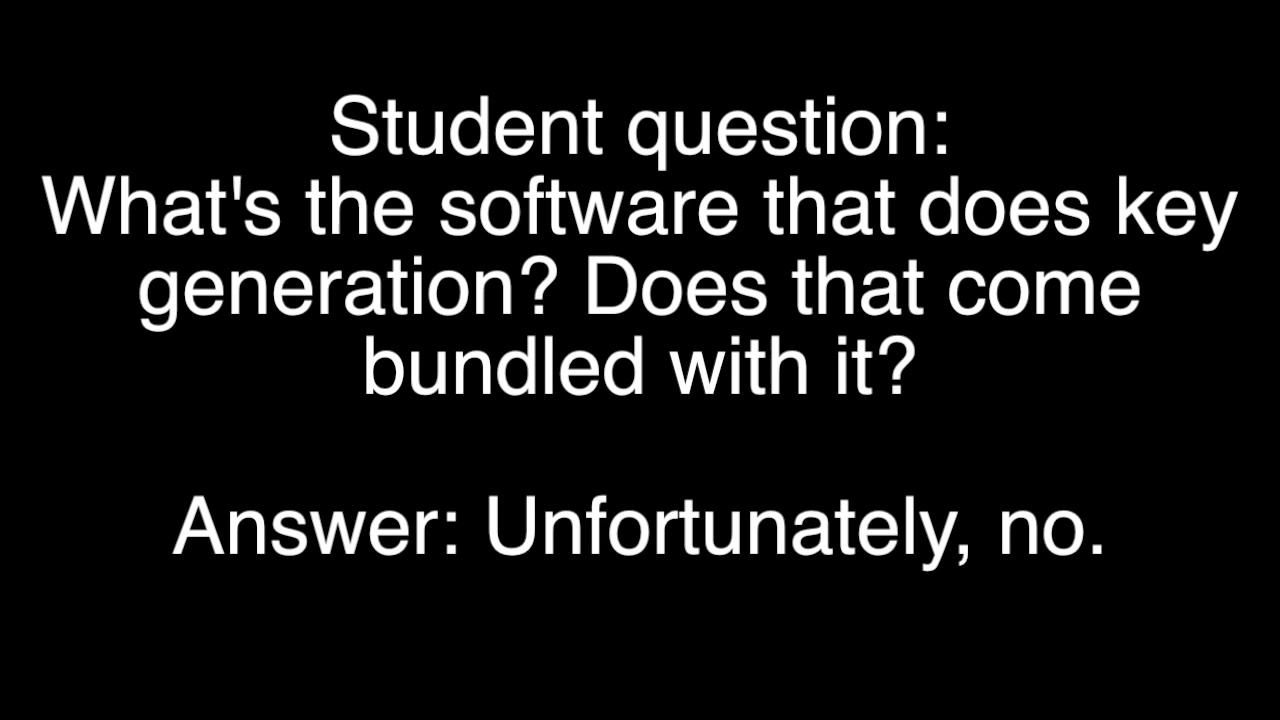 Student question:
What's the software that does key
generation? Does that come
bundled with it?
Answer: Unfortunately, no.